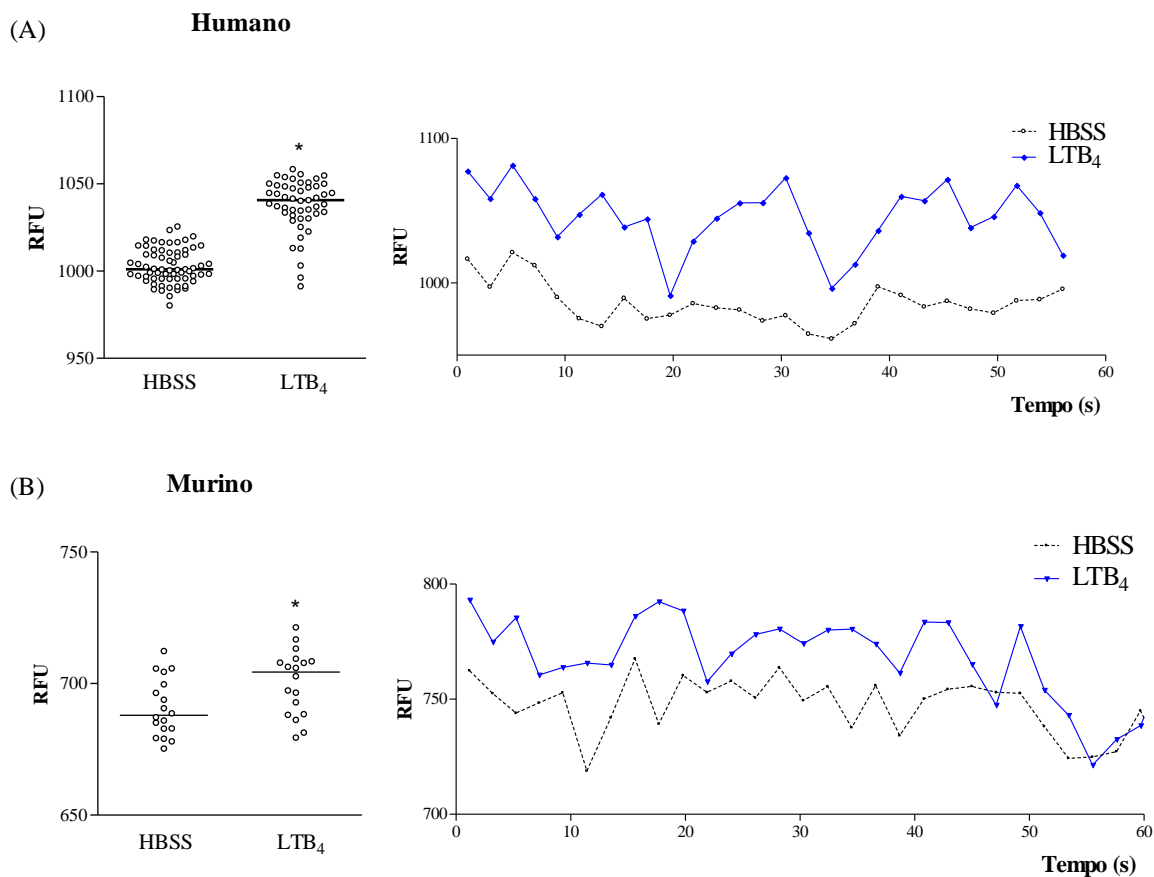 (A)
Humano
1100
1050
1000
950
RFU
*
HBSS
LTB4
1100
1000
RFU
HBSS
LTB4
0
10
20
30
40
50
60
Tempo (s)
(B)
Murino
750
700
650
RFU
*
HBSS
LTB4
800
750
700
RFU
HBSS
LTB4
0
10
20
30
40
50
60
Tempo (s)